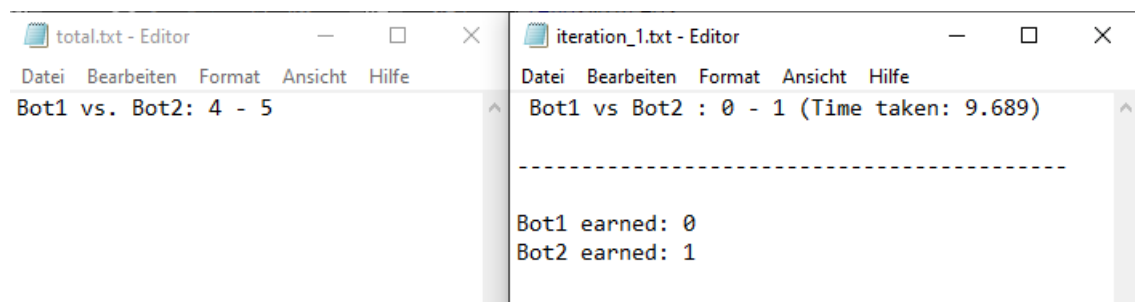 total.txt - Editor
Datei Bearbeiten Format Ansicht Hilfe
Bot1 vs. Bot2: 4 - 5
iteration_1.txt - Editor
Datei Bearbeiten Format Ansicht Hilfe
Bot1 vs Bot2 : 0 - 1 (Time taken: 9.689)
-------------------------------------------
Bot1 earned: 0
Bot2 earned: 1